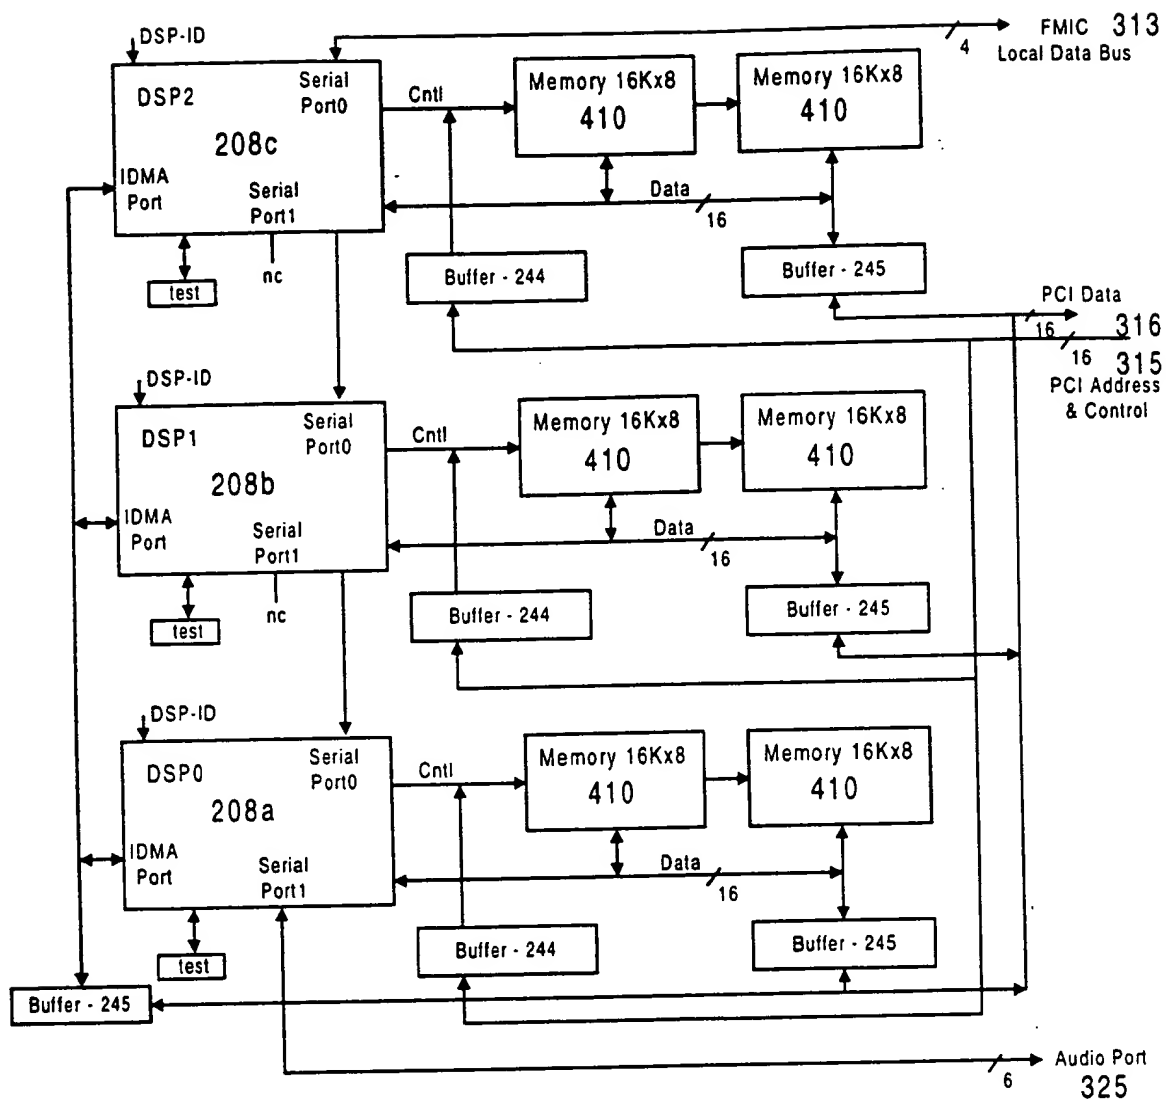 DSP-ID
FMIC 313
4
Local Data Bus
DSP2
Serial
Port0
208c
IDMA
Port
Serial
Port1
Cntl
Memory 16Kx8
410
Memory 16Kx8
410
Data
16
nc
test
Buffer - 244
Buffer - 245
PCI Data
16
316
16
315
PCI Address
& Control
DSP-ID
DSP1
Serial
Port0
208b
IDMA
Port
Serial
Port1
Cntl
Memory 16Kx8
410
Memory 16Kx8
410
Data
16
nc
test
Buffer - 244
Buffer - 245
DSP-ID
DSP0
Serial
Port0
208a
IDMA
Port
Serial
Port1
Cntl
Memory 16Kx8
410
Memory 16Kx8
410
Data
16
test
Buffer - 244
Buffer - 245
Buffer - 245
Audio Port
6
325